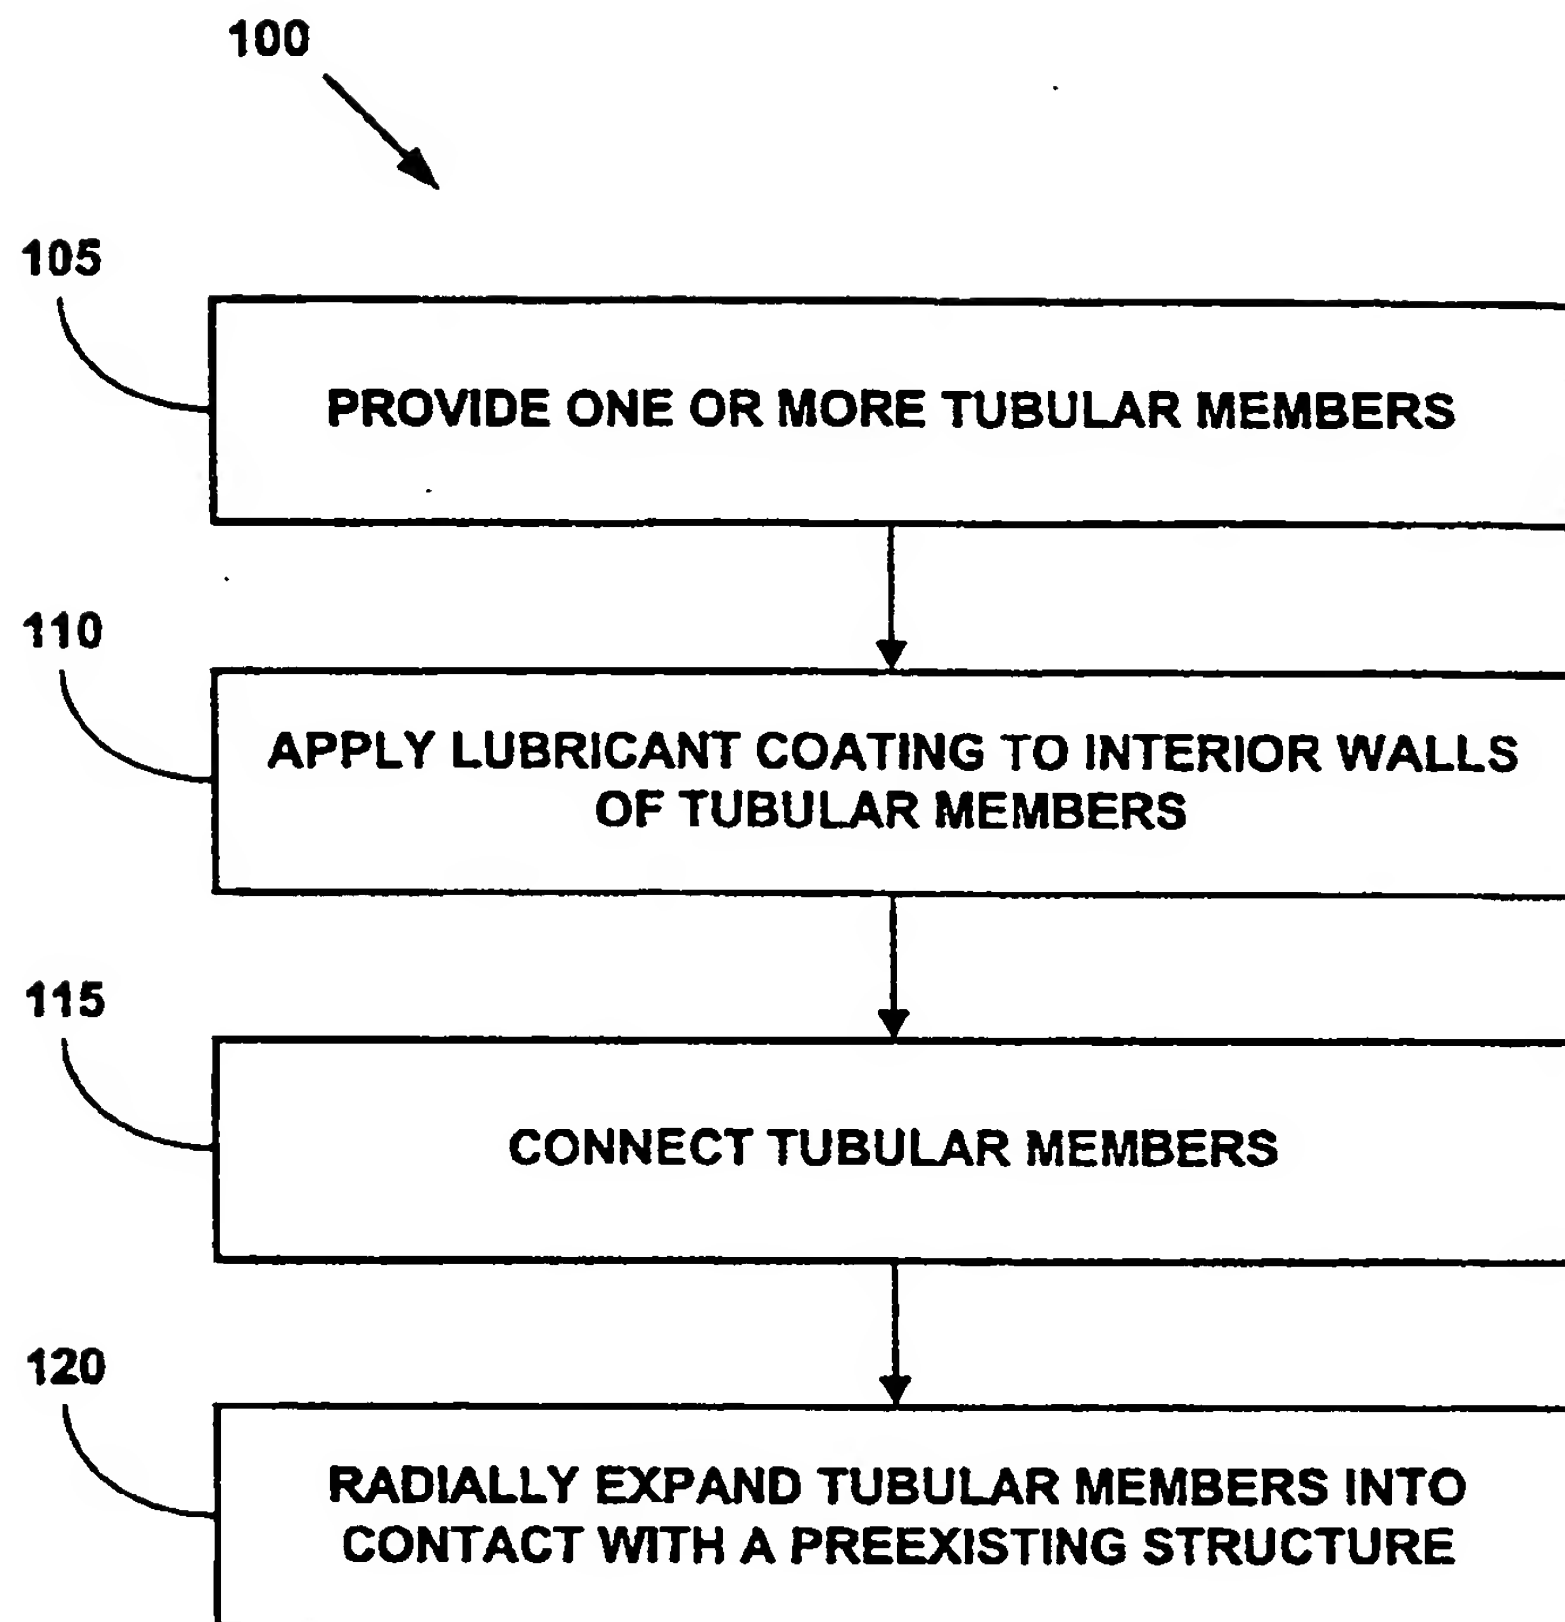 100
105
PROVIDE ONE OR MORE TUBULAR MEMBERS
110
APPLY LUBRICANT COATING TO INTERIOR WALLS
OF TUBULAR MEMBERS
115
CONNECT TUBULAR MEMBERS
120
RADIALLY EXPAND TUBULAR MEMBERS INTO
CONTACT WITH A PREEXISTING STRUCTURE